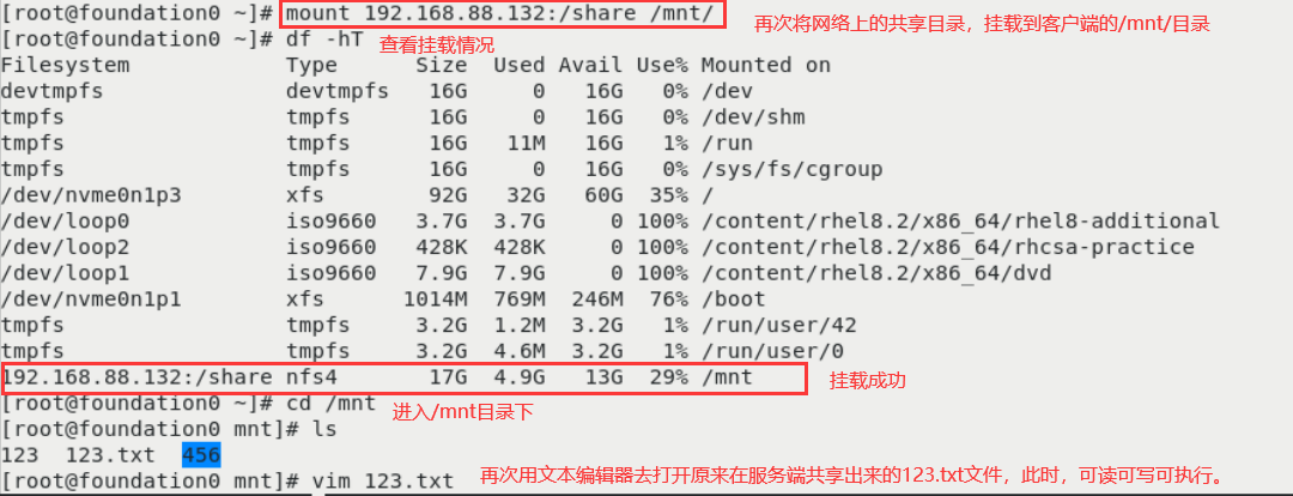 [root@foundation0 ~]# mount 192.168.88.132:/share /mnt/ 再次将网络上的共享目录，挂载到客户端的/mnt/目录
[root@foundation0 ~]# df -hT 查看挂载情况
Filesystem Type Size Used Avail Use% Mounted on
devtmpfs devtmpfs 16G 0 16G 0% /dev
tmpfs tmpfs 16G 0 16G 0% /dev/shm
tmpfs tmpfs 16G 11M 16G 1% /run
tmpfs tmpfs 16G 0 16G 0% /sys/fs/cgroup
/dev/nvme0n1p3 xfs 92G 32G 60G 35% /
/dev/loop0 iso9660 3.7G 3.7G 0 100% /content/rhel8.2/x86_64/rhel8-additional
/dev/loop2 iso9660 428K 428K 0 100% /content/rhel8.2/x86_64/rhcsa-practice
/dev/loop1 iso9660 7.9G 7.9G 0 100% /content/rhel8.2/x86_64/dvd
/dev/nvme0n1p1 xfs 1014M 769M 246M 76% /boot
tmpfs tmpfs 3.2G 1.2M 3.2G 1% /run/user/42
tmpfs tmpfs 3.2G 4.6M 3.2G 1% /run/user/0
192.168.88.132:/share nfs4 17G 4.9G 13G 29% /mnt 挂载成功
[root@foundation0 ~]# cd /mnt 进入/mnt目录下
[root@foundation0 mnt]# ls
123 123.txt 456
[root@foundation0 mnt]# vim 123.txt 再次用文本编辑器去打开原来在服务端共享出来的123.txt文件，此时，可读可写可执行。